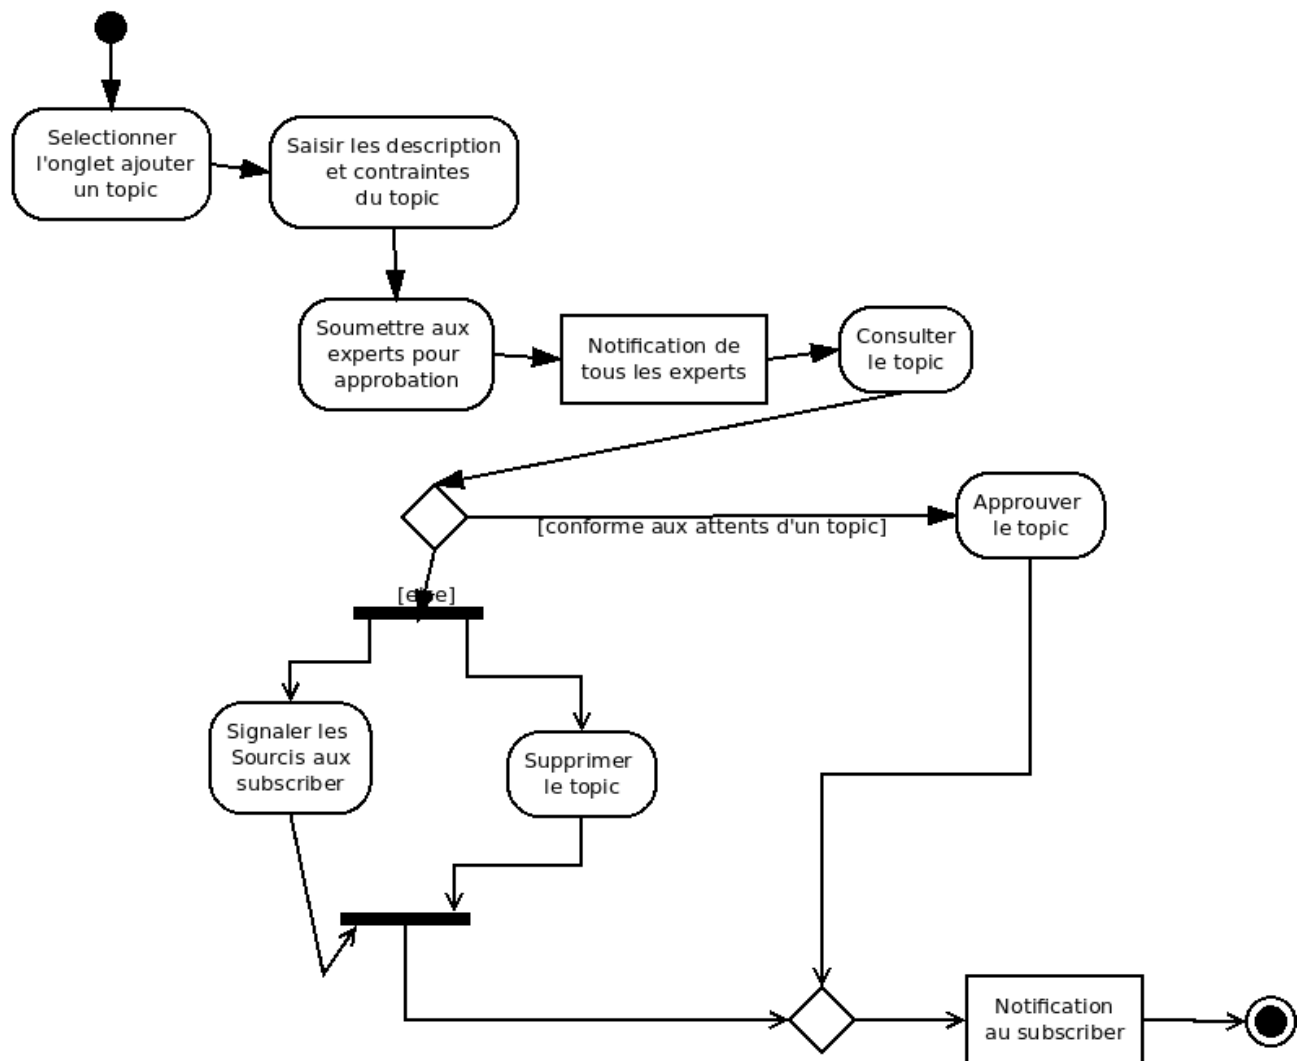 Selectionner
l'onglet ajouter
un topic
Saisir les description
et contraintes
du topic
Soumettre aux
experts pour
approbation
Notification de
tous les experts
Consulter
le topic
[conforme aux attents d'un topic]
Approuver
le topic
Signaler les
Sourcis aux
subscriber
Supprimer
le topic
Notification
au subscriber